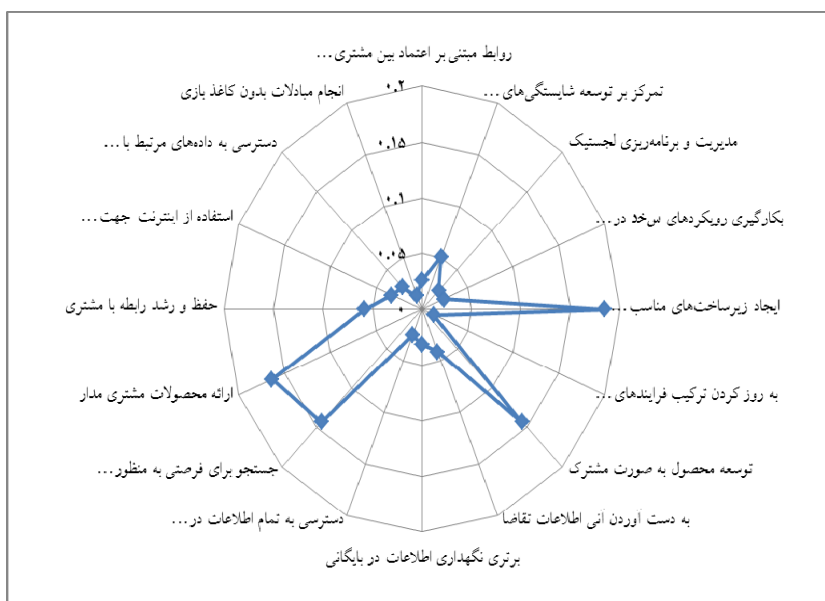 روابط مبتنی بر اعتماد بین مشتری...
تمرکز بر توسعه شایستگی‌های ...
مدیریت و برنامه‌ریزی لجستیک
بکارگیری رویکردهای س‌خد در...
ایجاد زیرساخت‌های مناسب ...
به روز کردن ترکیب فرایندهای ...
توسعه محصول به صورت مشترک
به دست آوردن آنی اطلاعات تقاضا
برتری نگهداری اطلاعات در بایگانی
دسترسی به تمام اطلاعات در...
جستجو برای فرصتی به منظور...
ارائه محصولات مشتری مدار
حفظ و رشد رابطه با مشتری
استفاده از اینترنت جهت...
دسترسی به داده‌های مرتبط با...
انجام مبادلات بدون کاغذ بازی
۰.۲
۰.۱۵
۰.۱
۰.۰۵
۰